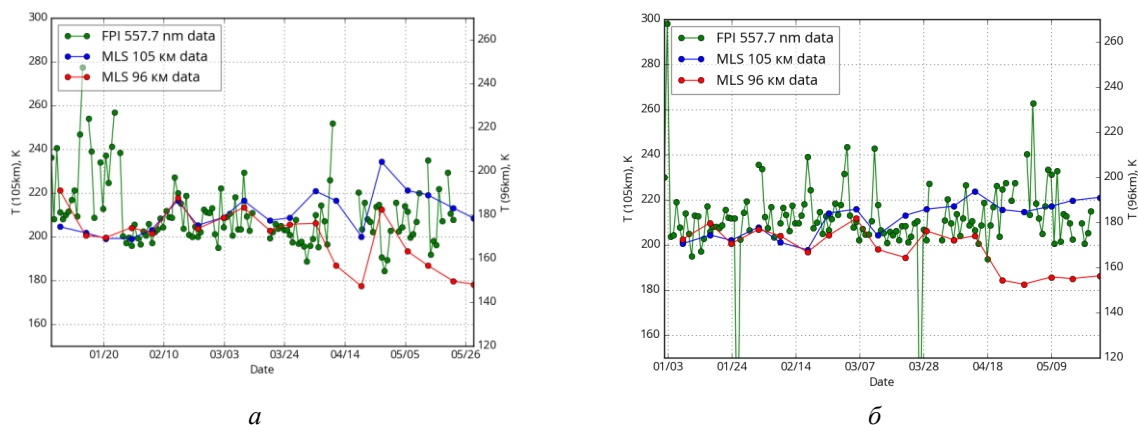 FPI 557.7 nm data
MLS 105 км data
MLS 96 км data
300
280
260
240
220
200
180
160
T (105km), K
260
240
220
200
180
160
140
120
T (96km), K
01/20 02/10 03/03 03/24 04/14 05/05 05/26
Date
а
FPI 557.7 nm data
MLS 105 км data
MLS 96 км data
300
280
260
240
220
200
180
160
T (105km), K
260
240
220
200
180
160
140
120
T (96km), K
01/03 01/24 02/14 03/07 03/28 04/18 05/09
Date
б